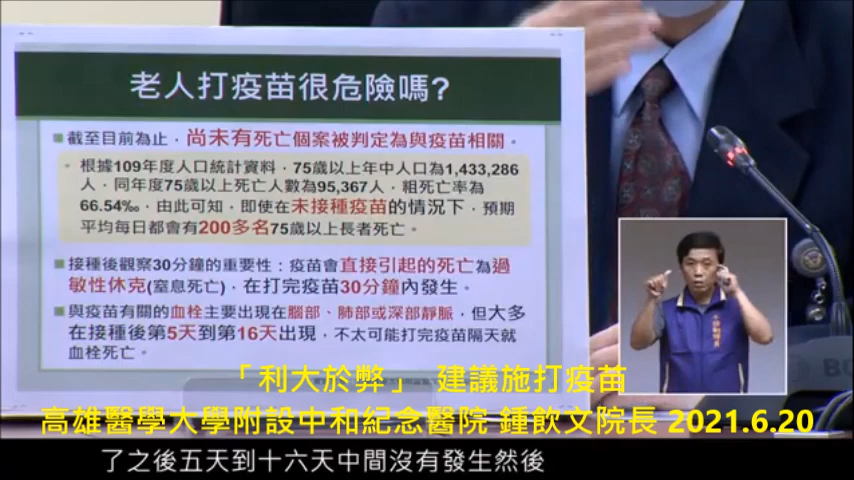 老人打疫苗很危險嗎?
■截至目前為止，尚未有死亡個案被判定為與疫苗相關。
• 根據109年度人口統計資料，75歲以上年中人口為1,433,286
人，同年度75歲以上死亡人數為95,367人，粗死亡率為
66.54‰，由此可知，即使在未接種疫苗的情況下，預期
平均每日都會有200多名75歲以上長者死亡。
■接種後觀察30分鐘的重要性：疫苗會直接引起的死亡為過
敏性休克(窒息死亡)，在打完疫苗30分鐘內發生。
■與疫苗有關的血栓主要出現在腦部、肺部或深部靜脈，但大多
在接種後第5天到第16天出現，不太可能打完疫苗隔天就
血栓死亡。
「利大於弊」 建議施打疫苗
高雄醫學大學附設中和紀念醫院 鍾飲文院長 2021.6.20
了之後五天到十六天中間沒有發生然後